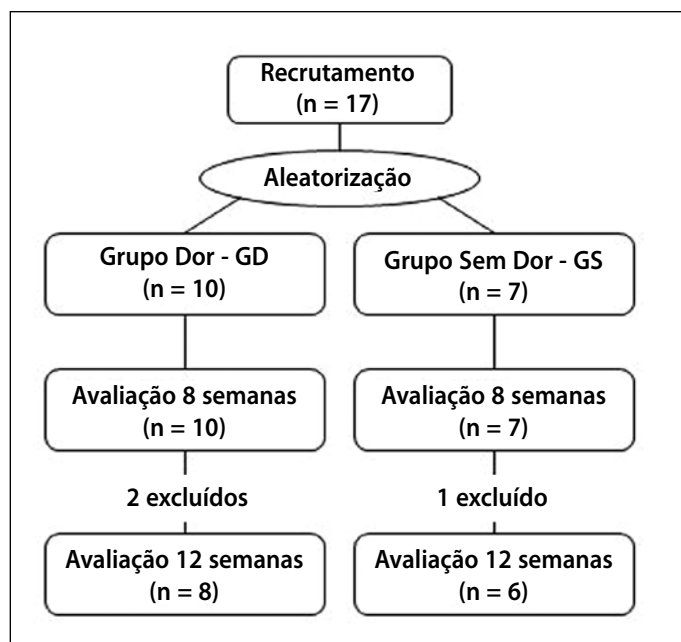 Recrutamento
(n = 17)
Aleatorização
Grupo Dor - GD
(n = 10)
Grupo Sem Dor - GS
(n = 7)
Avaliação 8 semanas
(n = 10)
Avaliação 8 semanas
(n = 7)
2 excluídos
1 excluído
Avaliação 12 semanas
(n = 8)
Avaliação 12 semanas
(n = 6)